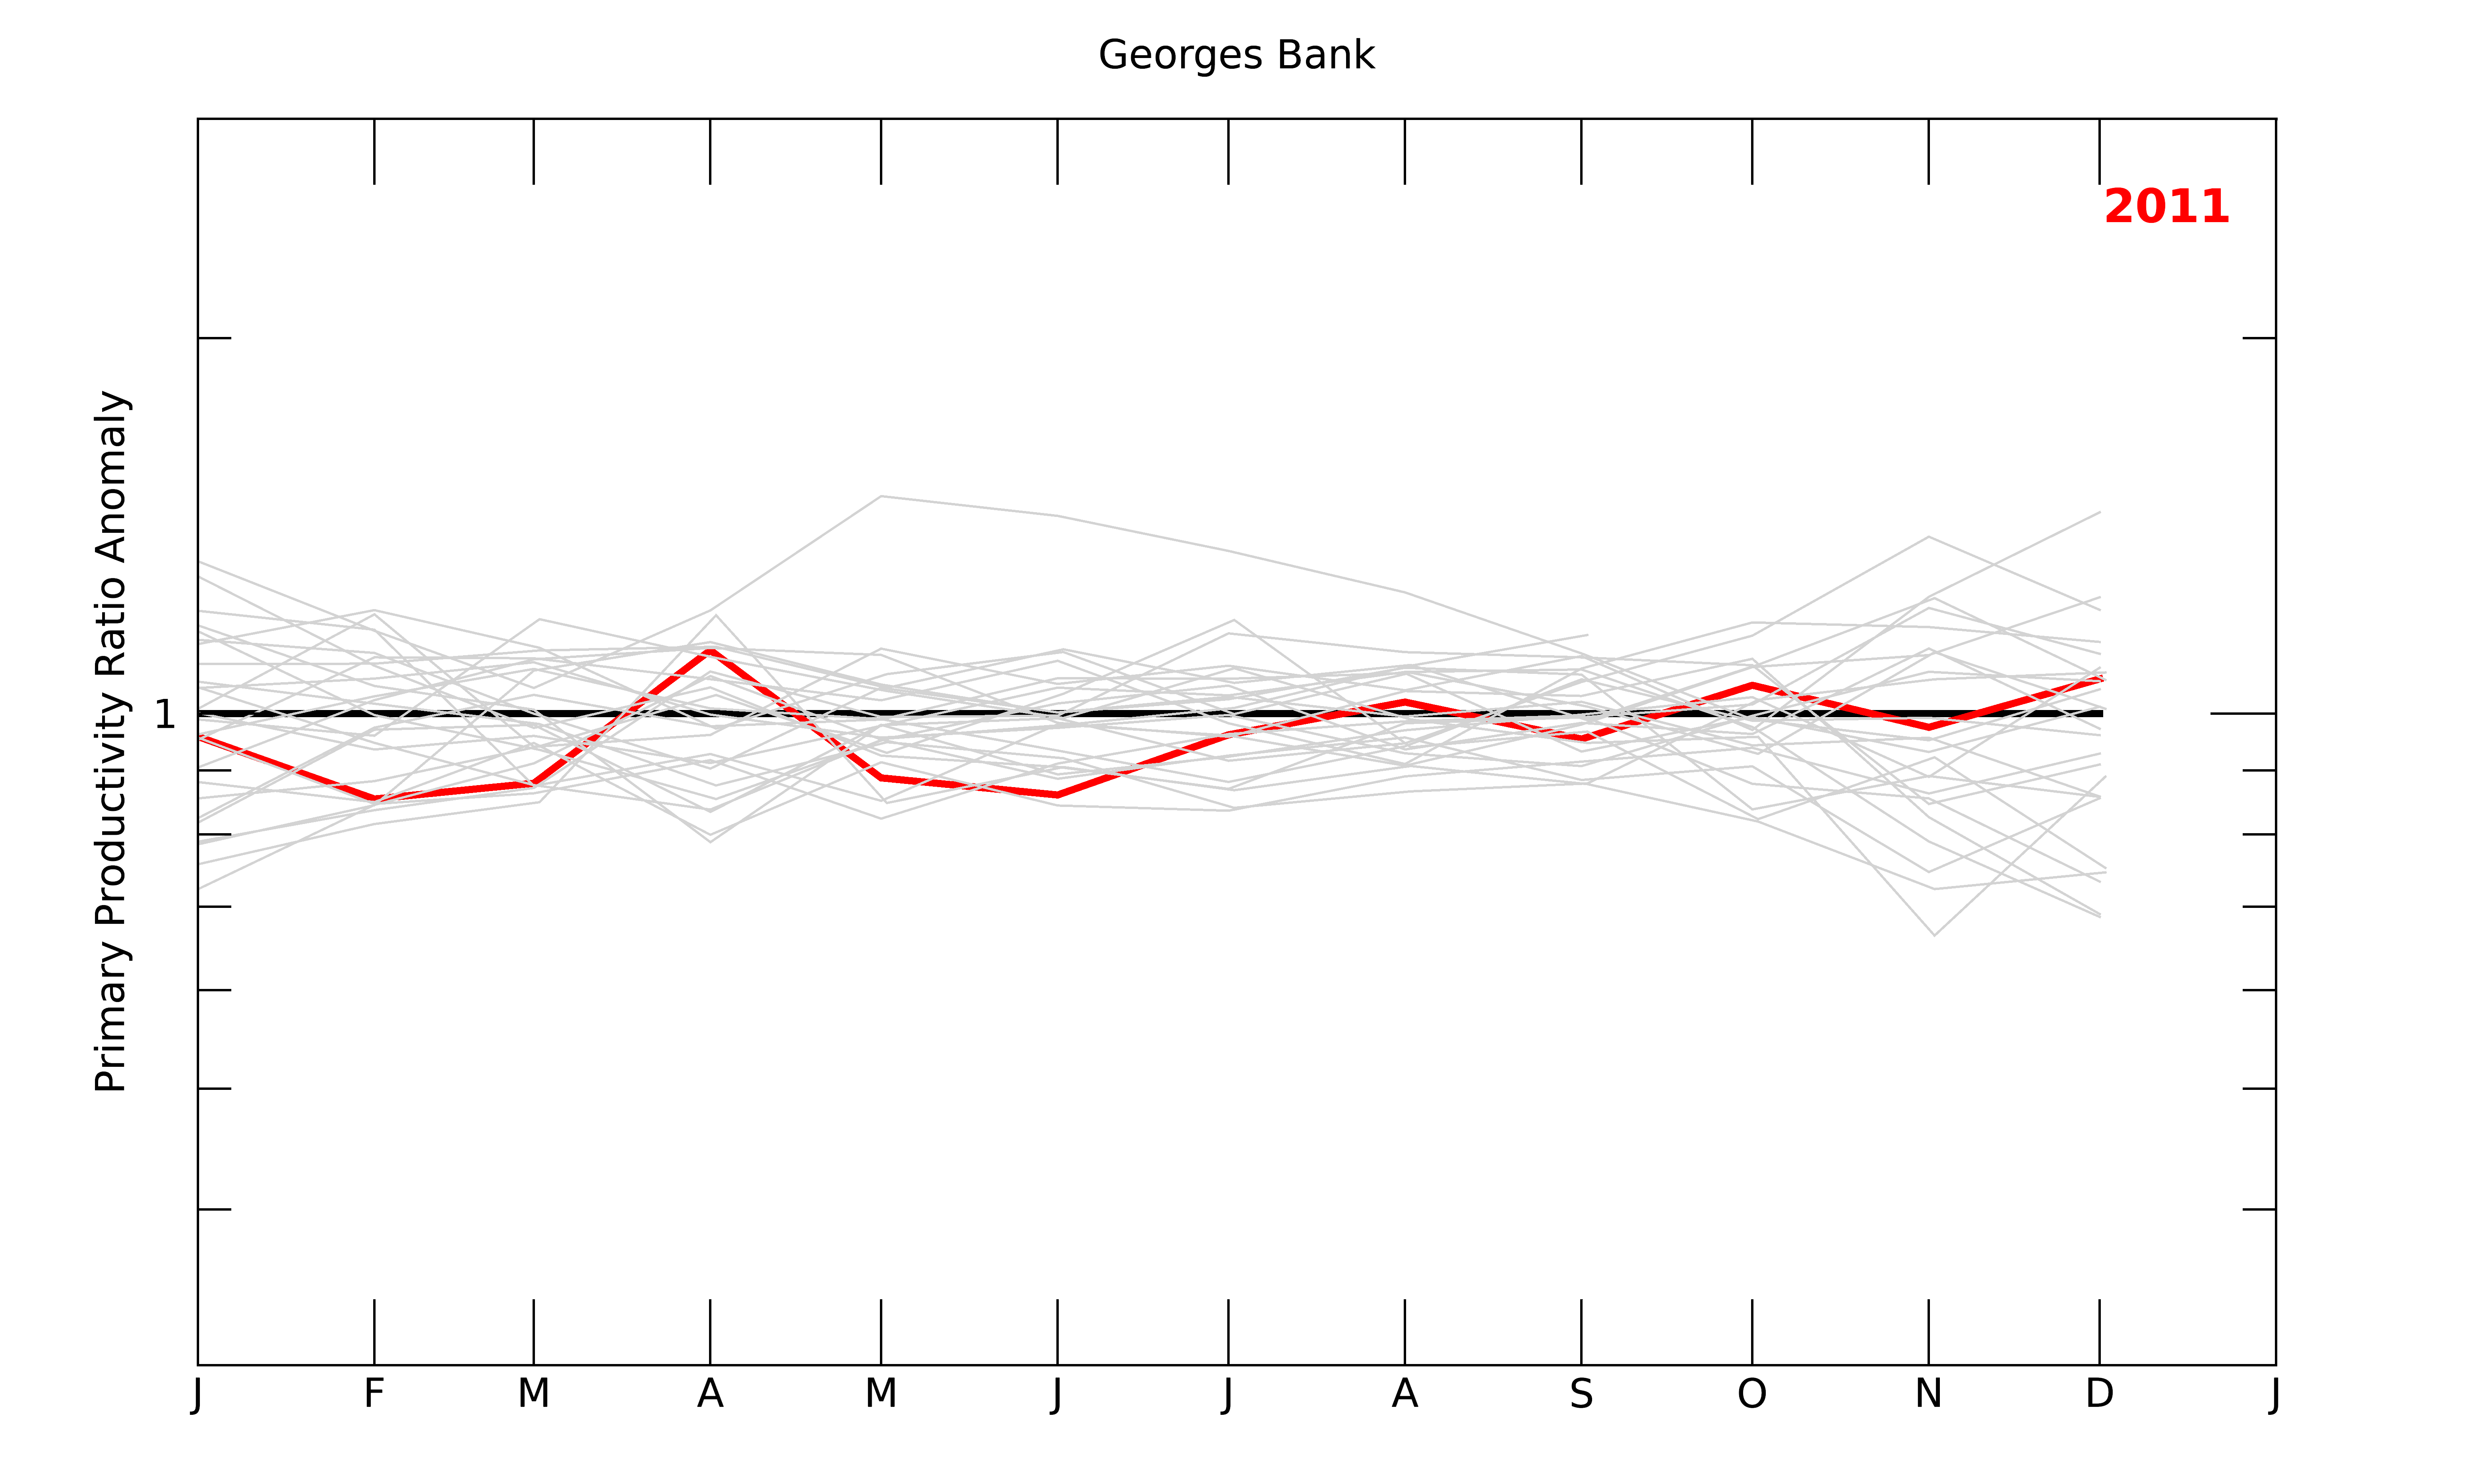 Georges Bank
2011
Primary Productivity Ratio Anomaly
1
J F M A M J J A S O N D J